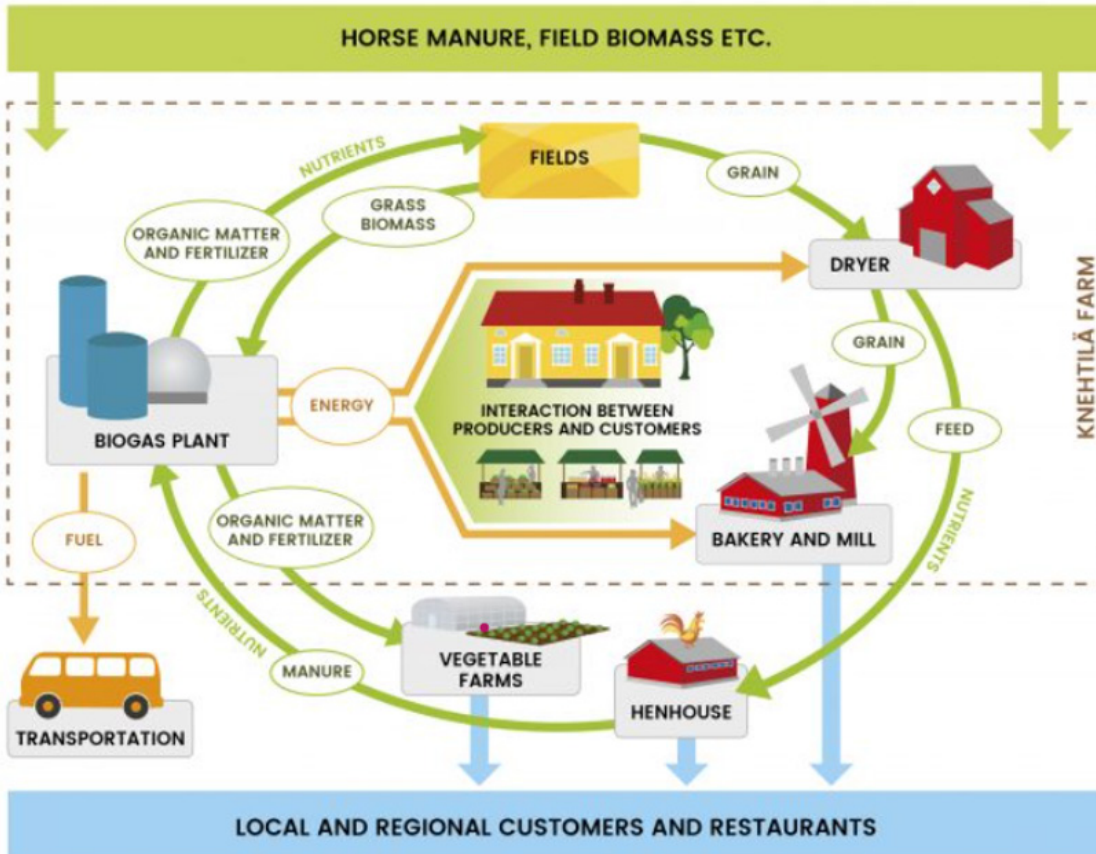 HORSE MANURE, FIELD BIOMASS ETC.
NUTRIENTS
FIELDS
GRAIN
GRASS
BIOMASS
ORGANIC MATTER
AND FERTILIZER
DRYER
KNEHTILÄ FARM
GRAIN
ENERGY
INTERACTION BETWEEN
PRODUCERS AND CUSTOMERS
FEED
BIOGAS PLANT
NUTRIENTS
ORGANIC MATTER
AND FERTILIZER
FUEL
BAKERY AND MILL
NUTRIENTS
MANURE
VEGETABLE
FARMS
HENHOUSE
TRANSPORTATION
LOCAL AND REGIONAL CUSTOMERS AND RESTAURANTS